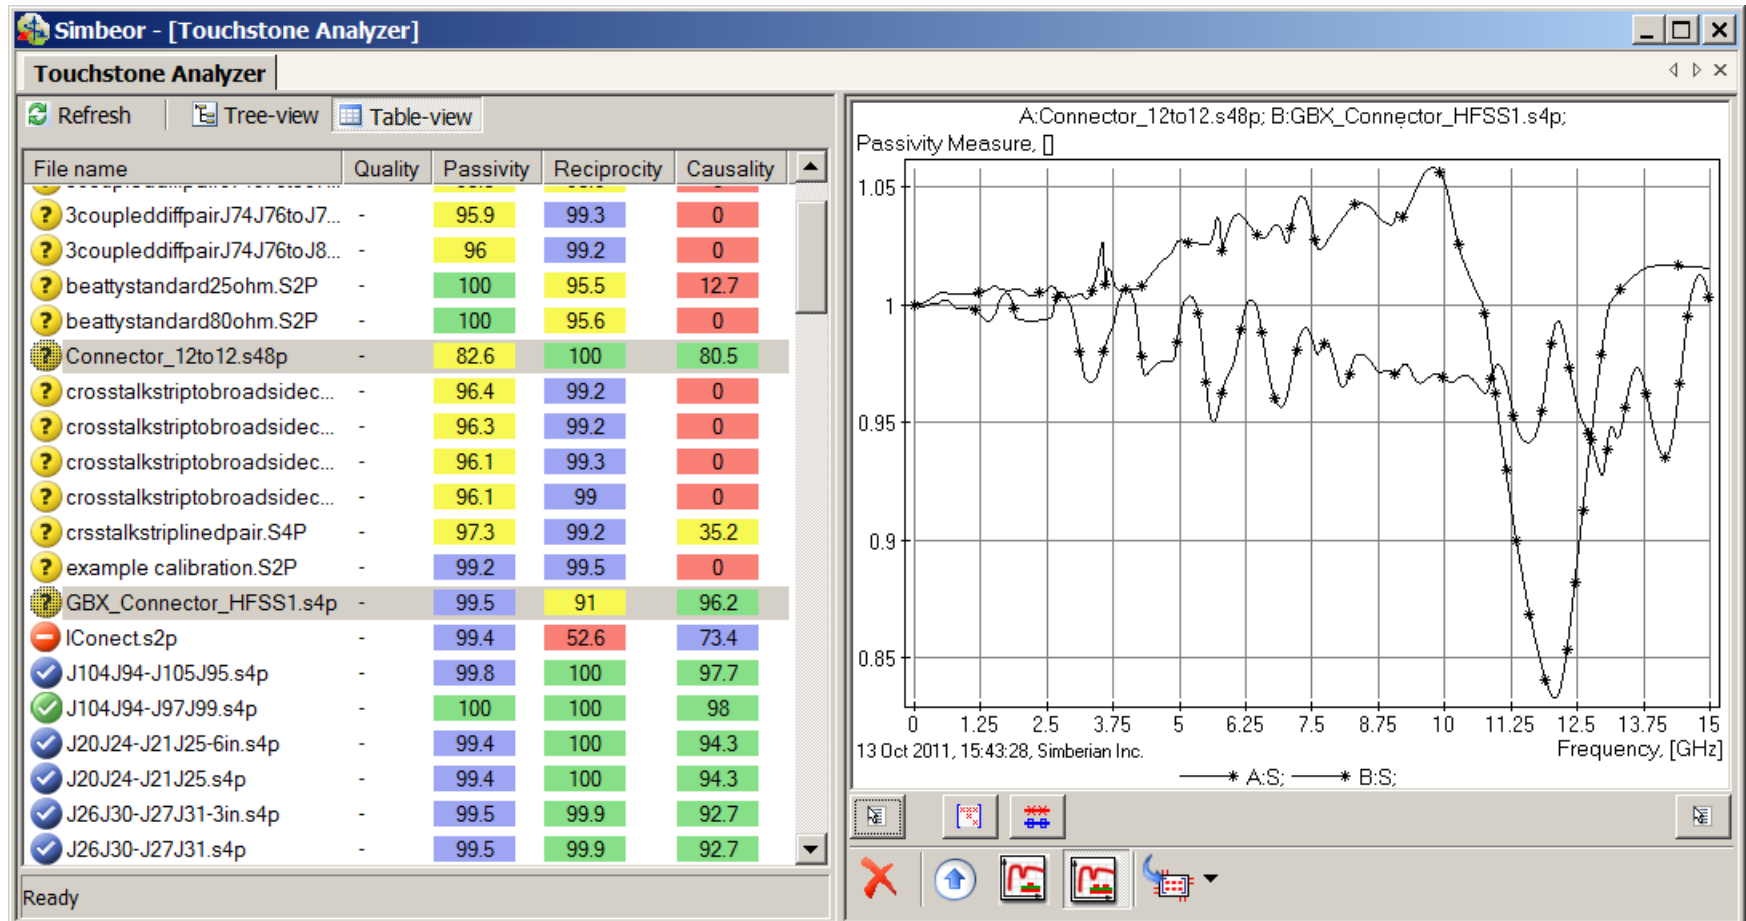 Simbeor - [Touchstone Analyzer]
Touchstone Analyzer
Refresh Tree-view Table-view
File name Quality Passivity Reciprocity Causality
3coupleddiffpairJ74J76toJ7... - 95.9 99.3 0
3coupleddiffpairJ74J76toJ8... - 96 99.2 0
beattystandard25ohm.S2P - 100 95.5 12.7
beattystandard80ohm.S2P - 100 95.6 0
Connector_12to12.s48p - 82.6 100 80.5
crosstalkstriptobroadsidec... - 96.4 99.2 0
crosstalkstriptobroadsidec... - 96.3 99.2 0
crosstalkstriptobroadsidec... - 96.1 99.3 0
crosstalkstriptobroadsidec... - 96.1 99 0
crsstalkstriplinedpair.S4P - 97.3 99.2 35.2
example calibration.S2P - 99.2 99.5 0
GBX_Connector_HFSS1.s4p - 99.5 91 96.2
IConect.s2p - 99.4 52.6 73.4
J104J94-J105J95.s4p - 99.8 100 97.7
J104J94-J97J99.s4p - 100 100 98
J20J24-J21J25-6in.s4p - 99.4 100 94.3
J20J24-J21J25.s4p - 99.4 100 94.3
J26J30-J27J31-3in.s4p - 99.5 99.9 92.7
J26J30-J27J31.s4p - 99.5 99.9 92.7
Ready
A:Connector_12to12.s48p; B:GBX_Connector_HFSS1.s4p;
Passivity Measure, []
1.05
1
0.95
0.9
0.85
0 1.25 2.5 3.75 5 6.25 7.5 8.75 10 11.25 12.5 13.75 15
13 Oct 2011, 15:43:28, Simberian Inc.
Frequency, [GHz]
A:S; B:S;